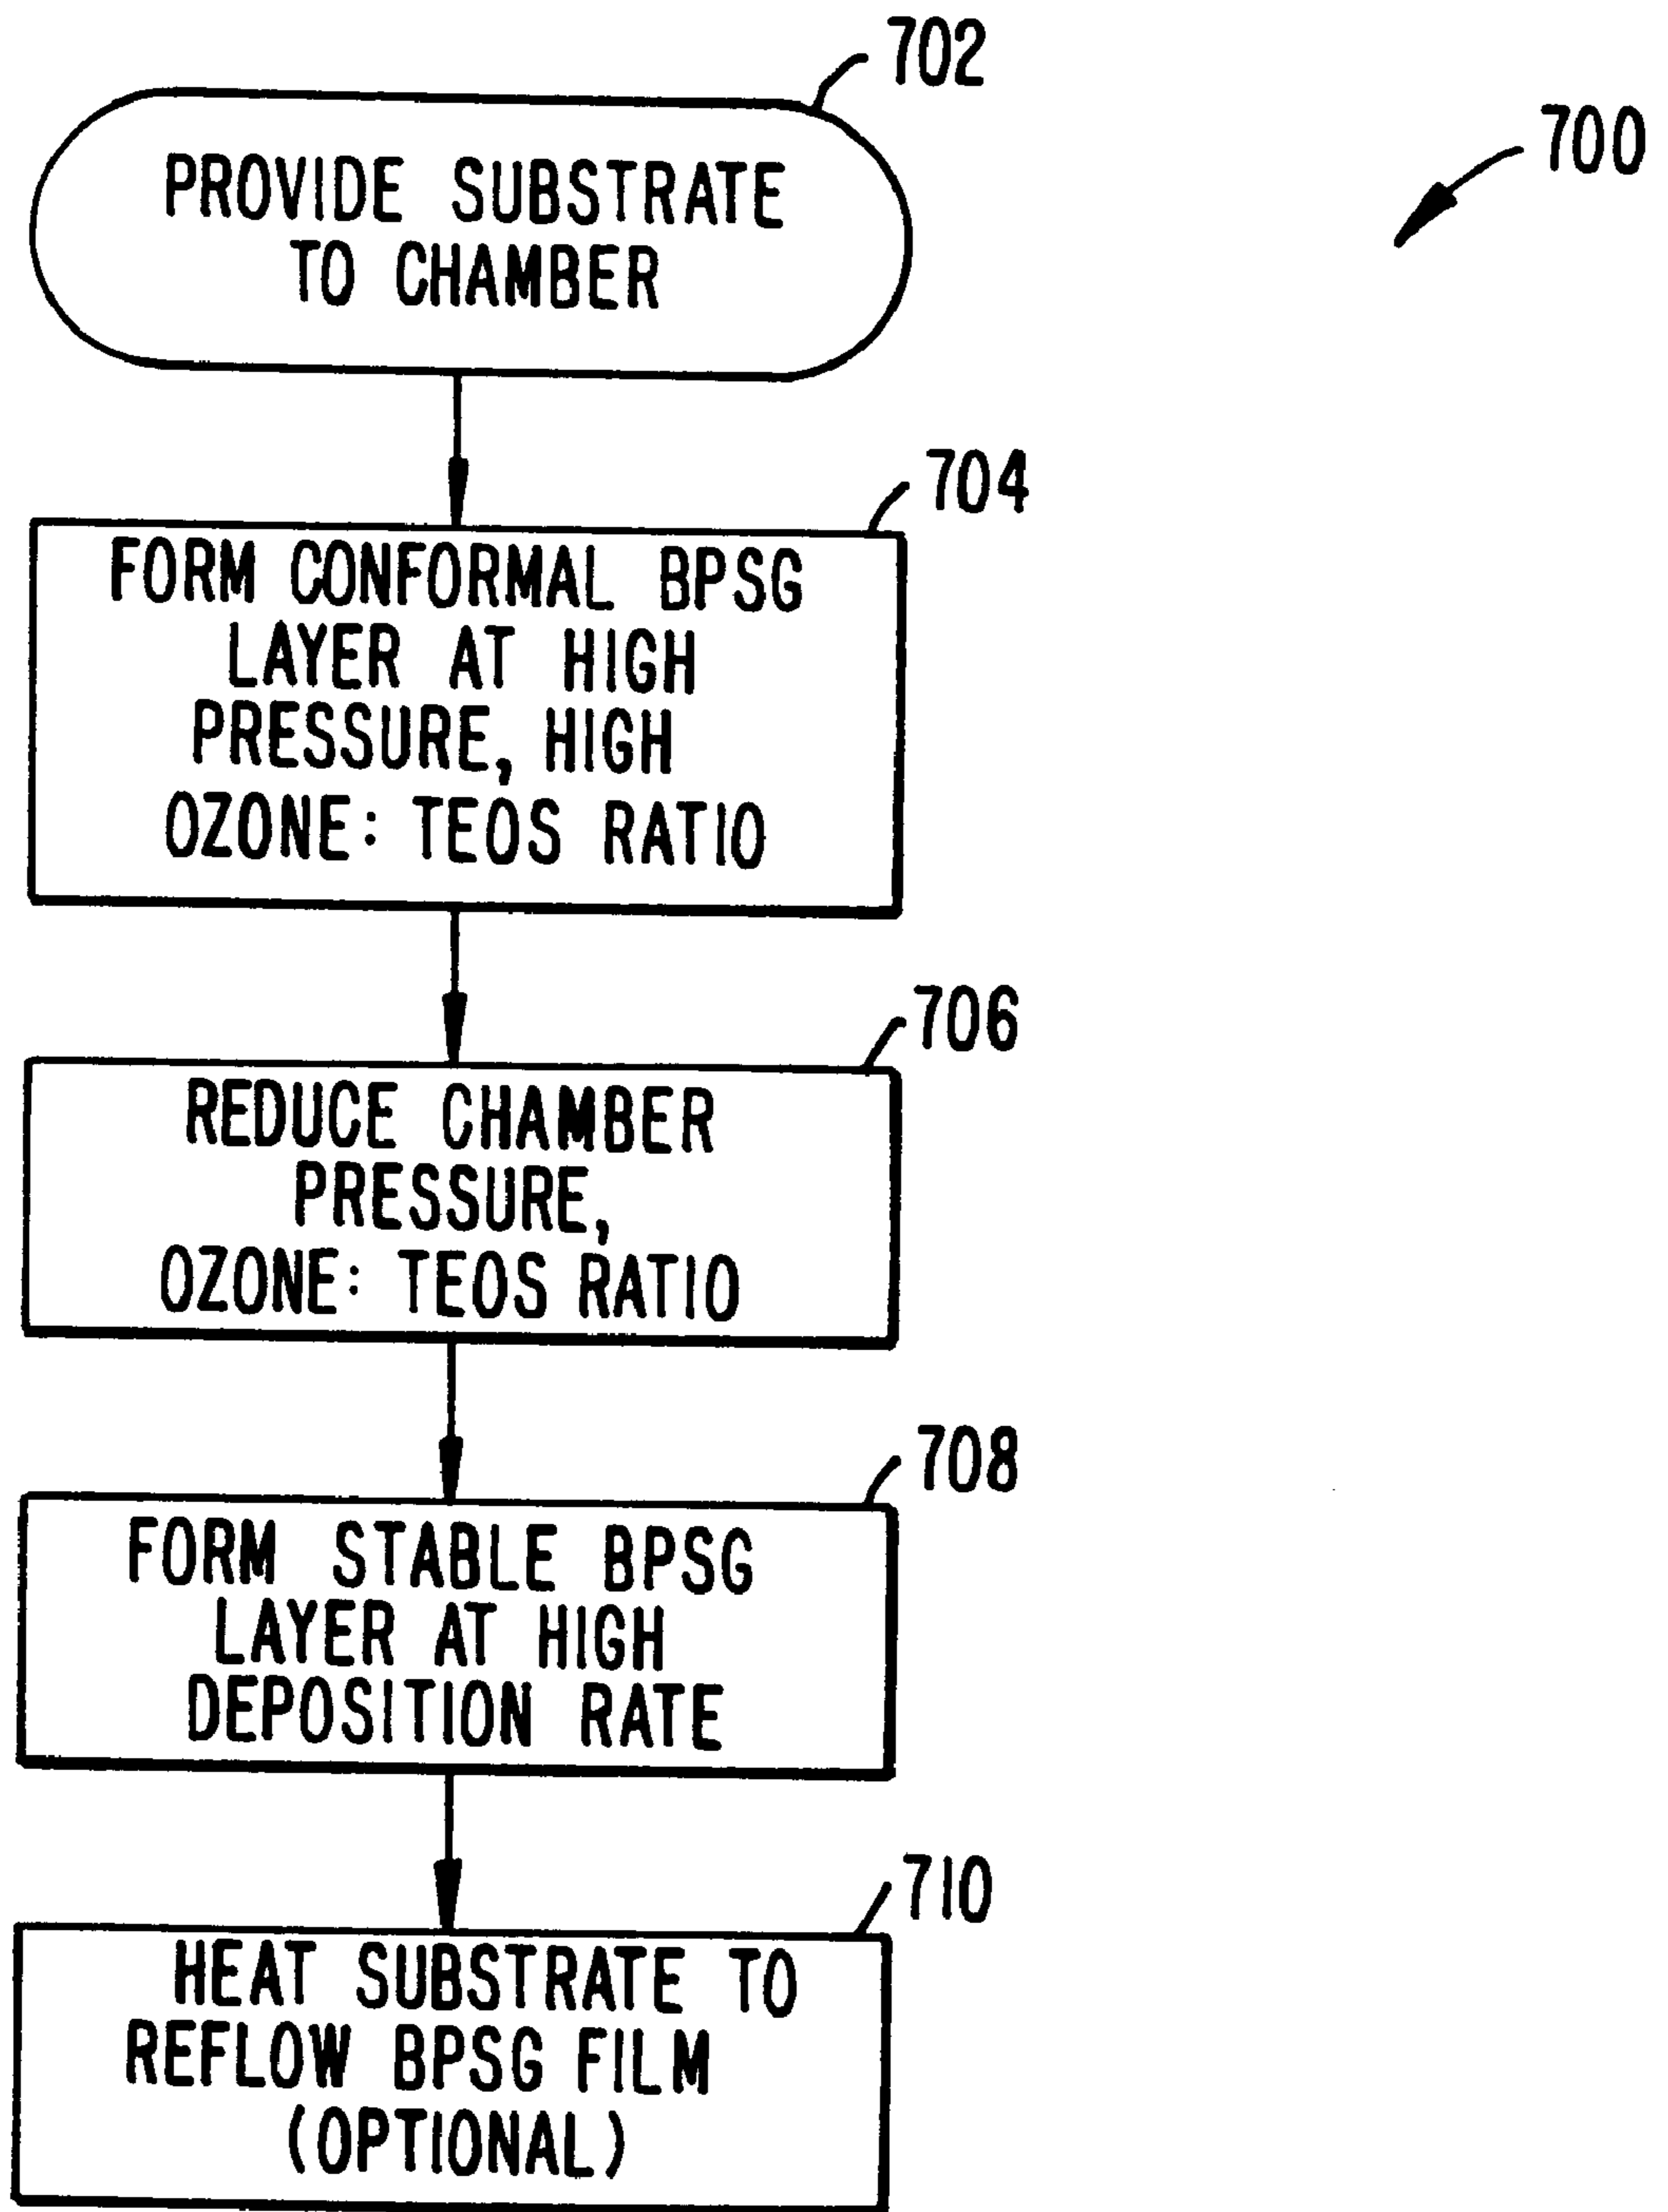 702
700
PROVIDE SUBSTRATE
TO CHAMBER
704
FORM CONFORMAL BPSG
LAYER AT HIGH
PRESSURE, HIGH
OZONE: TEOS RATIO
706
REDUCE CHAMBER
PRESSURE,
OZONE: TEOS RATIO
708
FORM STABLE BPSG
LAYER AT HIGH
DEPOSITION RATE
710
HEAT SUBSTRATE TO
REFLOW BPSG FILM
(OPTIONAL)